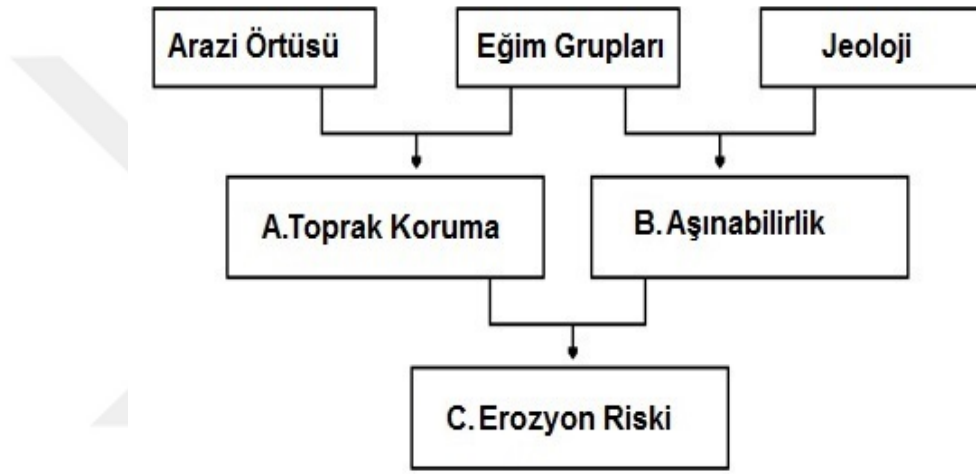 Arazi Örtüsü
Eğim Grupları
Jeoloji
A.Toprak Koruma
B.Aşınabilirlik
C.Erozyon Riski